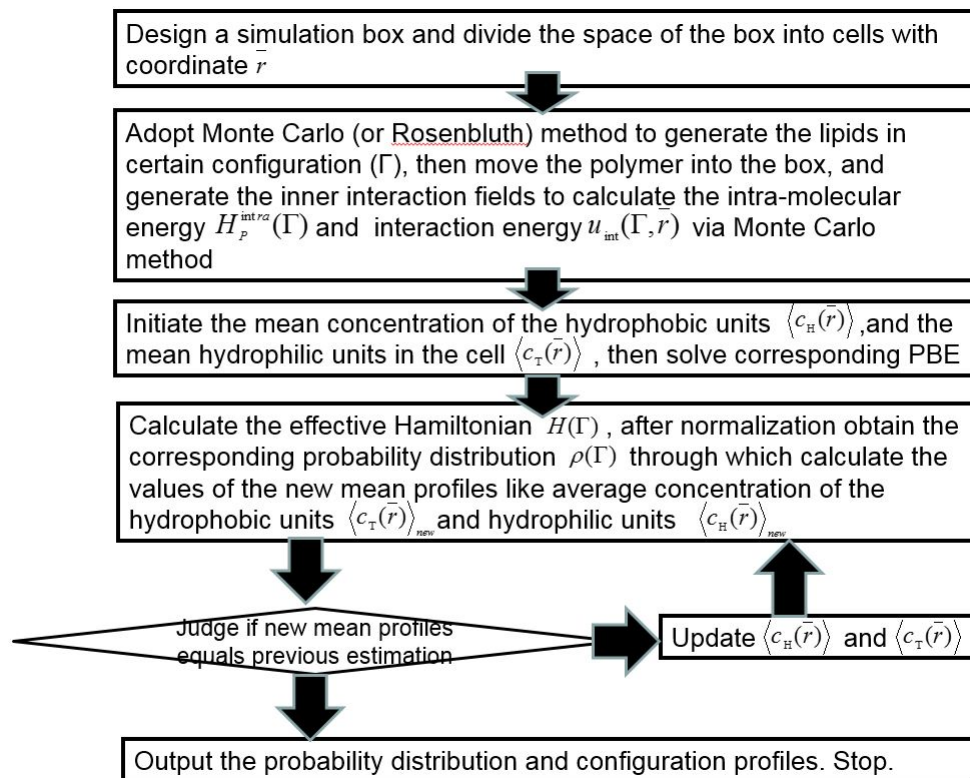 Design a simulation box and divide the space of the box into cells with
coordinate r̄
Adopt Monte Carlo (or Rosenbluth) method to generate the lipids in
certain configuration (Γ), then move the polymer into the box, and
generate the inner interaction fields to calculate the intra-molecular
energy H_P^{intra}(Γ) and interaction energy u_{int}(Γ,r̄) via Monte Carlo
method
Initiate the mean concentration of the hydrophobic units ⟨c_H(r̄)⟩ ,and the
mean hydrophilic units in the cell ⟨c_T(r̄)⟩ , then solve corresponding PBE
Calculate the effective Hamiltonian H(Γ) , after normalization obtain the
corresponding probability distribution ρ(Γ) through which calculate the
values of the new mean profiles like average concentration of the
hydrophobic units ⟨c_T(r̄)⟩_{new} and hydrophilic units ⟨c_H(r̄)⟩_{new}
Judge if new mean profiles
equals previous estimation
Update ⟨c_H(r̄)⟩ and ⟨c_T(r̄)⟩
Output the probability distribution and configuration profiles. Stop.